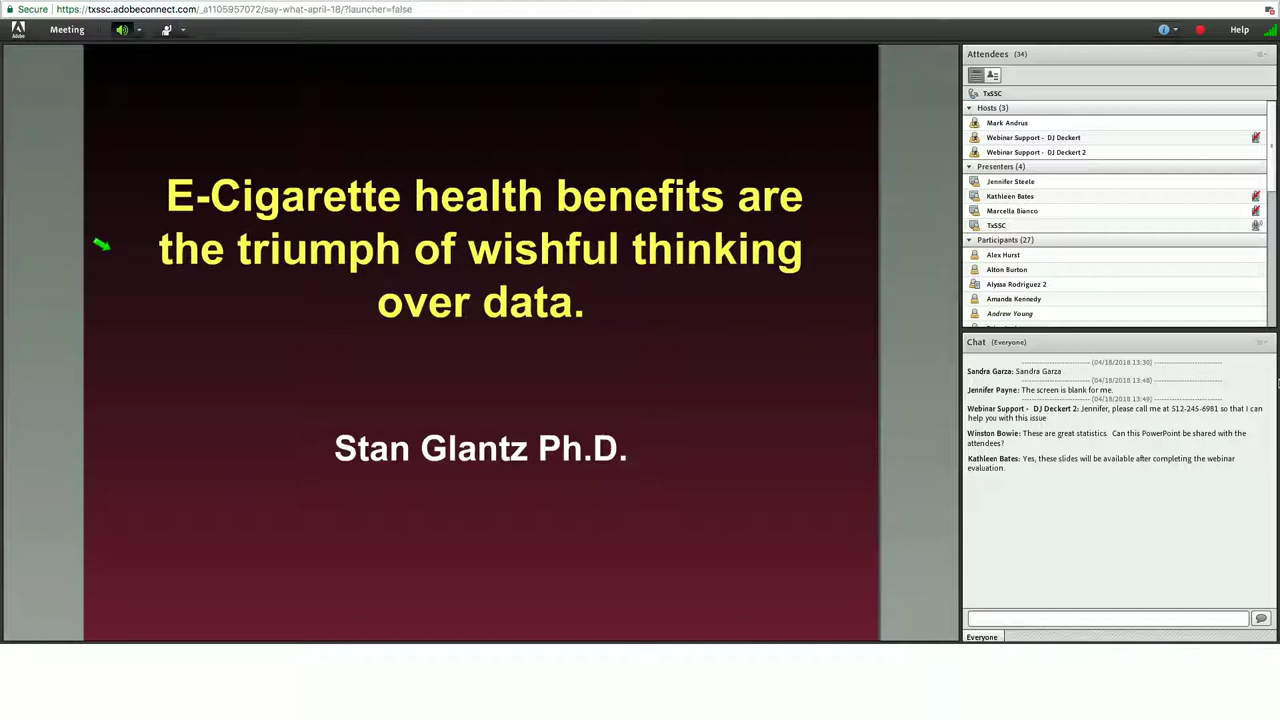 Secure https://txssc.adobeconnect.com/_a1105957072/say-what-april-18/?launcher=false
Adobe Meeting Help
E-Cigarette health benefits are
the triumph of wishful thinking
over data.
Stan Glantz Ph.D.
Attendees (34)
TxSSC
Hosts (3)
Mark Andrus
Webinar Support - DJ Deckert
Webinar Support - DJ Deckert 2
Presenters (4)
Jennifer Steele
Kathleen Bates
Marcella Bianco
TxSSC
Participants (27)
Alex Hurst
Alton Burton
Alyssa Rodriguez 2
Amanda Kennedy
Andrew Young
Chat (Everyone)
(04/18/2018 13:30)
Sandra Garza: Sandra Garza
(04/18/2018 13:48)
Jennifer Payne: The screen is blank for me.
(04/18/2018 13:49)
Webinar Support - DJ Deckert 2: Jennifer, please call me at 512-245-6981 so that I can
help you with this issue
Winston Bowie: These are great statistics. Can this PowerPoint be shared with the
attendees?
Kathleen Bates: Yes, these slides will be available after completing the webinar
evaluation.
Everyone